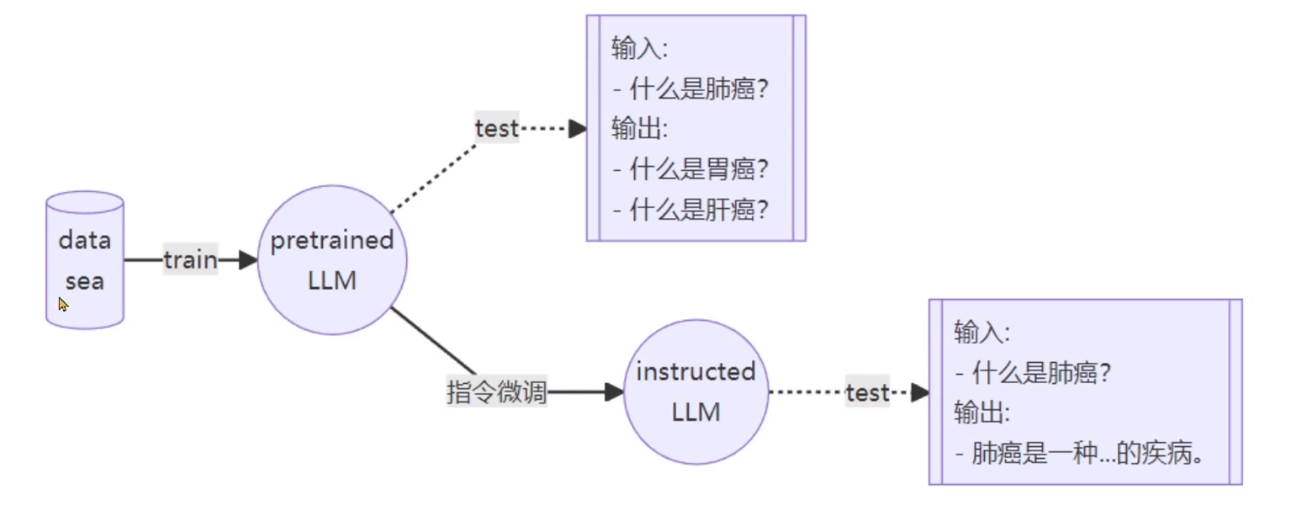 data
sea
train
pretrained
LLM
test
输入:
- 什么是肺癌?
输出:
- 什么是胃癌?
- 什么是肝癌?
指令微调
instructed
LLM
test
输入:
- 什么是肺癌?
输出:
- 肺癌是一种...的疾病。